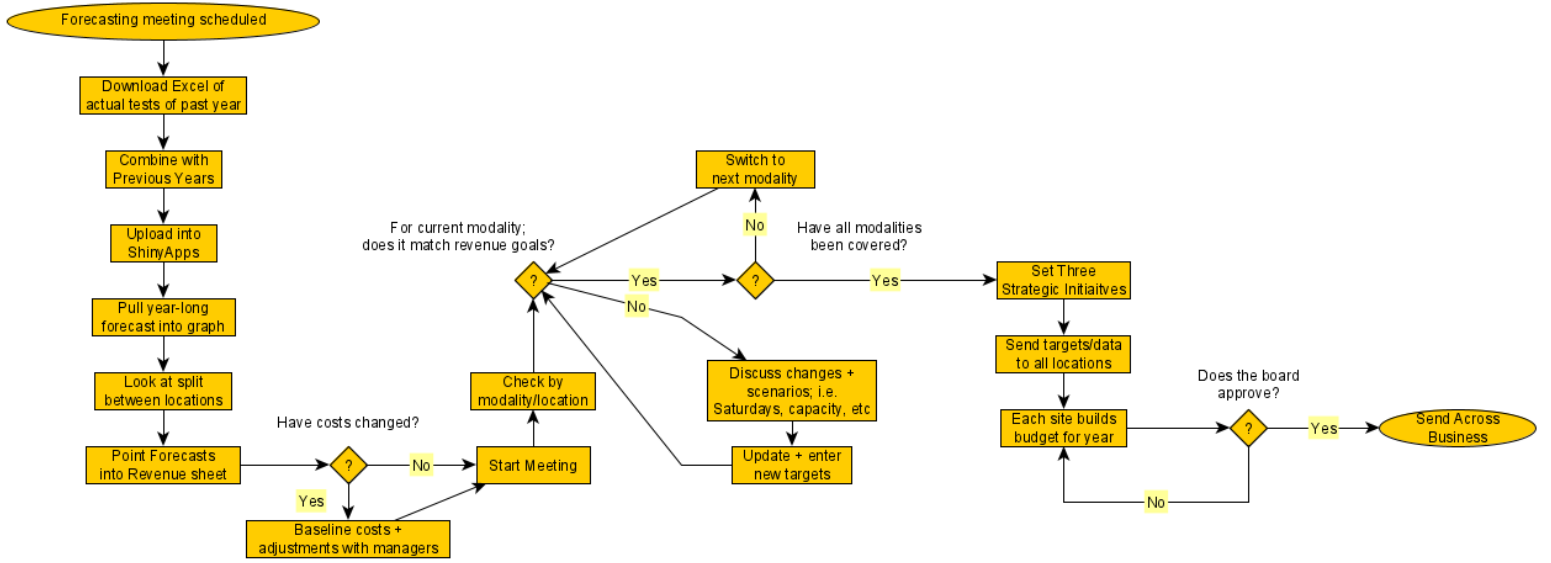 Forecasting meeting scheduled
Download Excel of
actual tests of past year
Combine with
Previous Years
Upload into
ShinyApps
Pull year-long
forecast into graph
Look at split
between locations
Point Forecasts
into Revenue sheet
Have costs changed?
?
No
Yes
Baseline costs +
adjustments with managers
Start Meeting
Check by
modality/location
For current modality;
does it match revenue goals?
?
Yes
No
Discuss changes +
scenarios; i.e.
Saturdays, capacity, etc
Update + enter
new targets
Switch to
next modality
No
Have all modalities
been covered?
?
Yes
Set Three
Strategic Initiaitves
Send targets/data
to all locations
Each site builds
budget for year
Does the board
approve?
?
Yes
No
Send Across
Business